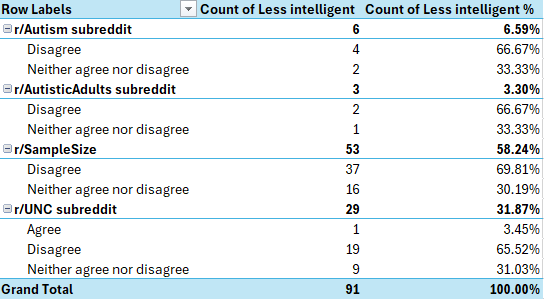 Row Labels Count of Less intelligent Count of Less intelligent %
r/Autism subreddit 6 6.59%
Disagree 4 66.67%
Neither agree nor disagree 2 33.33%
r/AutisticAdults subreddit 3 3.30%
Disagree 2 66.67%
Neither agree nor disagree 1 33.33%
r/SampleSize 53 58.24%
Disagree 37 69.81%
Neither agree nor disagree 16 30.19%
r/UNC subreddit 29 31.87%
Agree 1 3.45%
Disagree 19 65.52%
Neither agree nor disagree 9 31.03%
Grand Total 91 100.00%